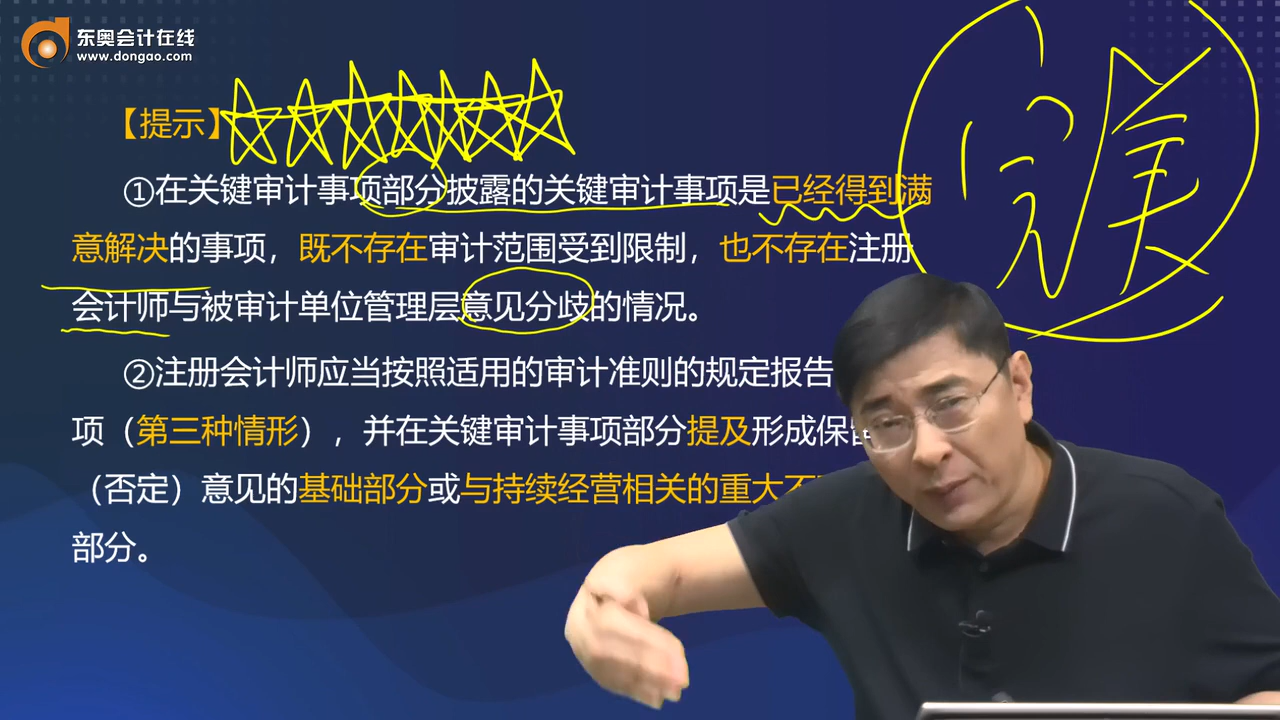 东奥会计在线
www.dongao.com
【提示】
①在关键审计事项部分披露的关键审计事项是已经得到满
意解决的事项，既不存在审计范围受到限制，也不存在注册
会计师与被审计单位管理层意见分歧的情况。
②注册会计师应当按照适用的审计准则的规定报告
项（第三种情形），并在关键审计事项部分提及形成保留
（否定）意见的基础部分或与持续经营相关的重大不
部分。
完美